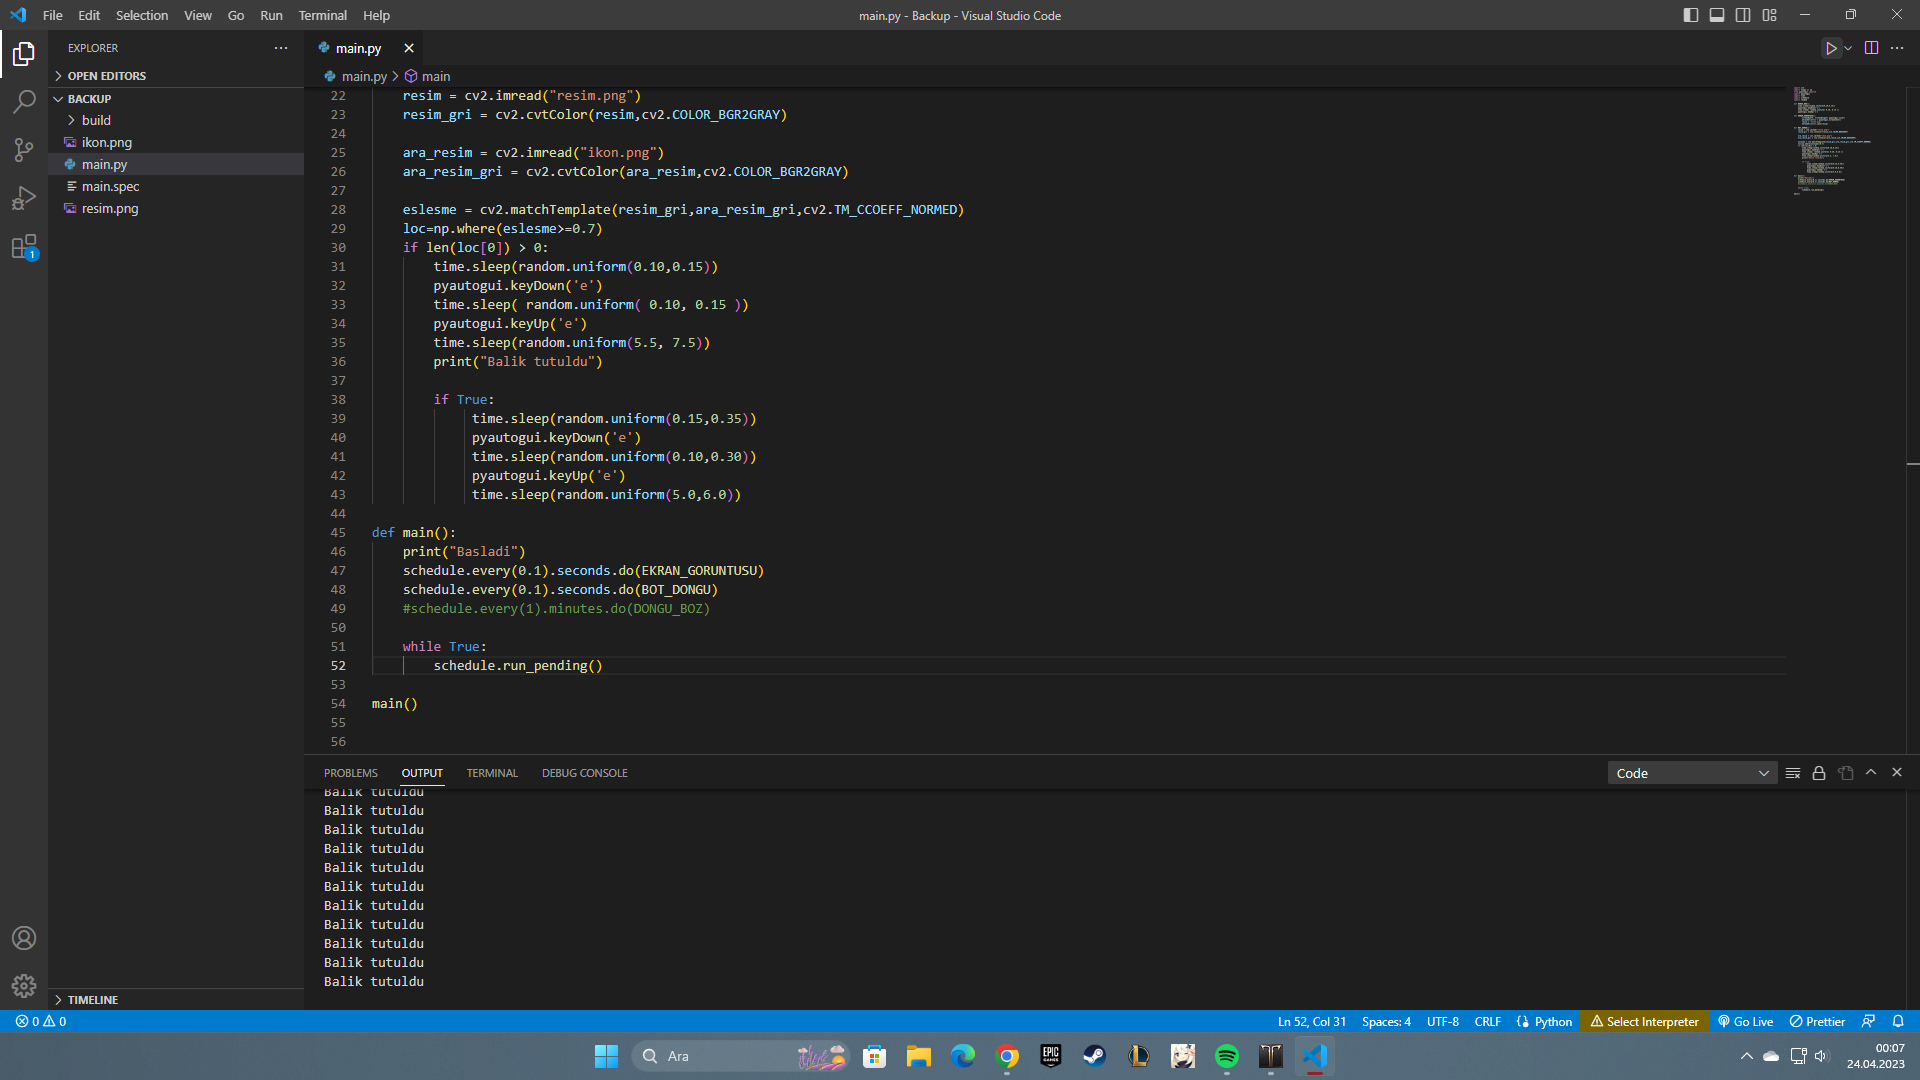 File Edit Selection View Go Run Terminal Help
main.py - Backup - Visual Studio Code
EXPLORER
OPEN EDITORS
BACKUP
build
ikon.png
main.py
main.spec
resim.png
TIMELINE
1
main.py
main.py > main
22 resim = cv2.imread("resim.png")
23 resim_gri = cv2.cvtColor(resim,cv2.COLOR_BGR2GRAY)
24
25 ara_resim = cv2.imread("ikon.png")
26 ara_resim_gri = cv2.cvtColor(ara_resim,cv2.COLOR_BGR2GRAY)
27
28 eslesme = cv2.matchTemplate(resim_gri,ara_resim_gri,cv2.TM_CCOEFF_NORMED)
29 loc=np.where(eslesme>=0.7)
30 if len(loc[0]) > 0:
31 time.sleep(random.uniform(0.10,0.15))
32 pyautogui.keyDown('e')
33 time.sleep( random.uniform( 0.10, 0.15 ))
34 pyautogui.keyUp('e')
35 time.sleep(random.uniform(5.5, 7.5))
36 print("Balik tutuldu")
37
38 if True:
39 time.sleep(random.uniform(0.15,0.35))
40 pyautogui.keyDown('e')
41 time.sleep(random.uniform(0.10,0.30))
42 pyautogui.keyUp('e')
43 time.sleep(random.uniform(5.0,6.0))
44
45 def main():
46 print("Basladi")
47 schedule.every(0.1).seconds.do(EKRAN_GORUNTUSU)
48 schedule.every(0.1).seconds.do(BOT_DONGU)
49 #schedule.every(1).minutes.do(DONGU_BOZ)
50
51 while True:
52 schedule.run_pending()
53
54 main()
55
56
PROBLEMS OUTPUT TERMINAL DEBUG CONSOLE
Code
Balik tutuldu
Balik tutuldu
Balik tutuldu
Balik tutuldu
Balik tutuldu
Balik tutuldu
Balik tutuldu
Balik tutuldu
Balik tutuldu
Balik tutuldu
Balik tutuldu
0 0
Ln 52, Col 31 Spaces: 4 UTF-8 CRLF Python Select Interpreter Go Live Prettier
Ara
EPIC GAMES
00:07
24.04.2023